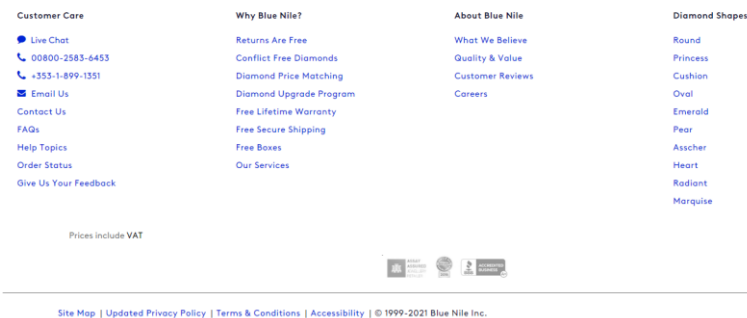 Customer Care
Live Chat
00800-2583-6453
+353-1-899-1351
Email Us
Contact Us
FAQs
Help Topics
Order Status
Give Us Your Feedback
Why Blue Nile?
Returns Are Free
Conflict Free Diamonds
Diamond Price Matching
Diamond Upgrade Program
Free Lifetime Warranty
Free Secure Shipping
Free Boxes
Our Services
About Blue Nile
What We Believe
Quality & Value
Customer Reviews
Careers
Diamond Shapes
Round
Princess
Cushion
Oval
Emerald
Pear
Asscher
Heart
Radiant
Marquise
Prices include VAT
ACCREDITED
BUSINESS
Site Map | Updated Privacy Policy | Terms & Conditions | Accessibility | © 1999-2021 Blue Nile Inc.